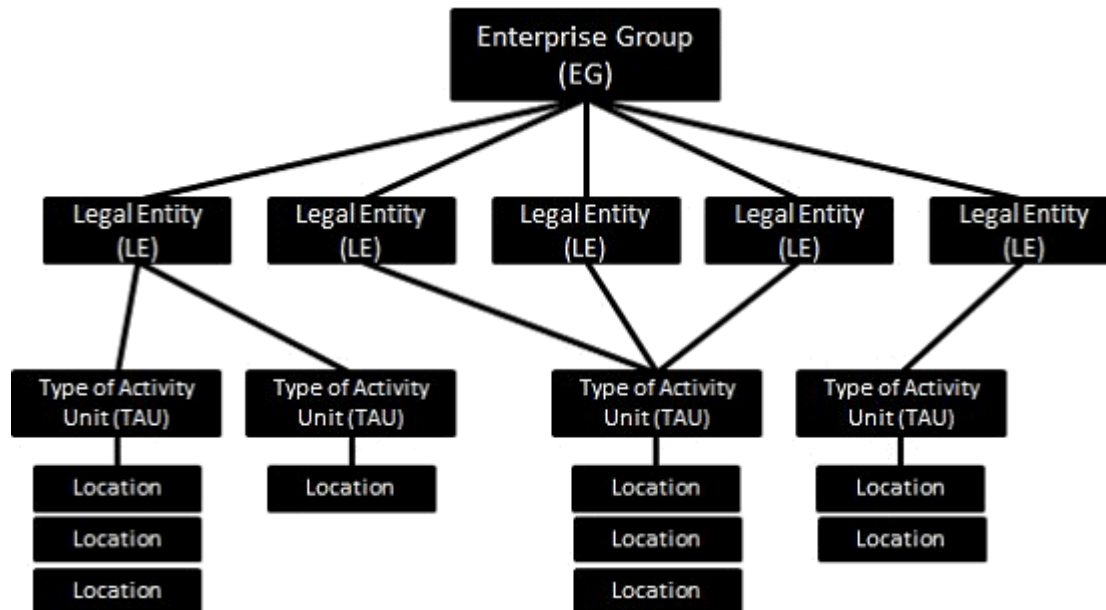 Enterprise Group
(EG)
Legal Entity
(LE)
Legal Entity
(LE)
Legal Entity
(LE)
Legal Entity
(LE)
Legal Entity
(LE)
Type of Activity
Unit (TAU)
Type of Activity
Unit (TAU)
Type of Activity
Unit (TAU)
Type of Activity
Unit (TAU)
Location
Location
Location
Location
Location
Location
Location
Location
Location